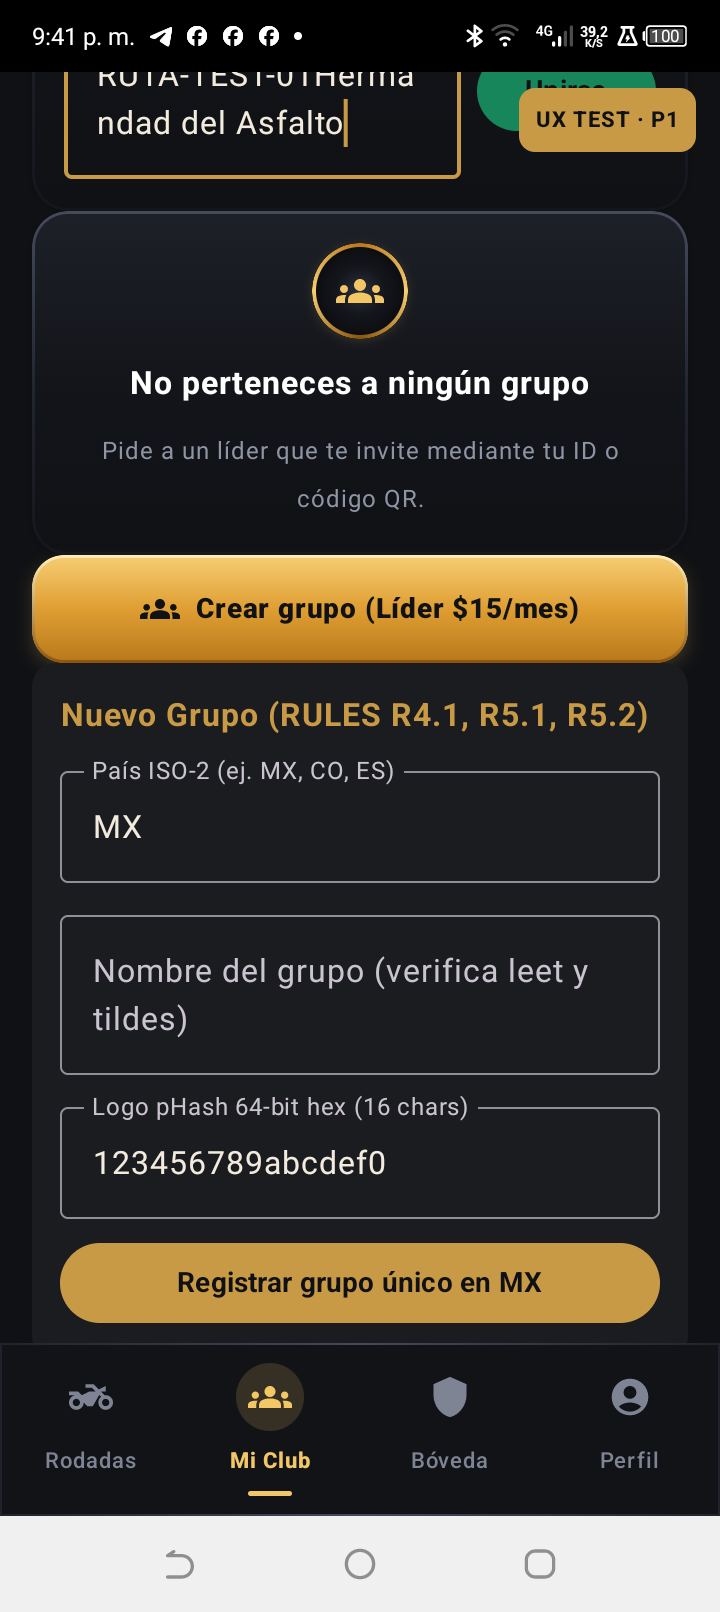 9:41 p. m.
4G 39,2 K/S 100
RUTA-TEST-01Herma
ndad del Asfalto
UX TEST · P1
No perteneces a ningún grupo
Pide a un líder que te invite mediante tu ID o
código QR.
Crear grupo (Líder $15/mes)
Nuevo Grupo (RULES R4.1, R5.1, R5.2)
País ISO-2 (ej. MX, CO, ES)
MX
Nombre del grupo (verifica leet y
tildes)
Logo pHash 64-bit hex (16 chars)
123456789abcdef0
Registrar grupo único en MX
Rodadas
Mi Club
Bóveda
Perfil